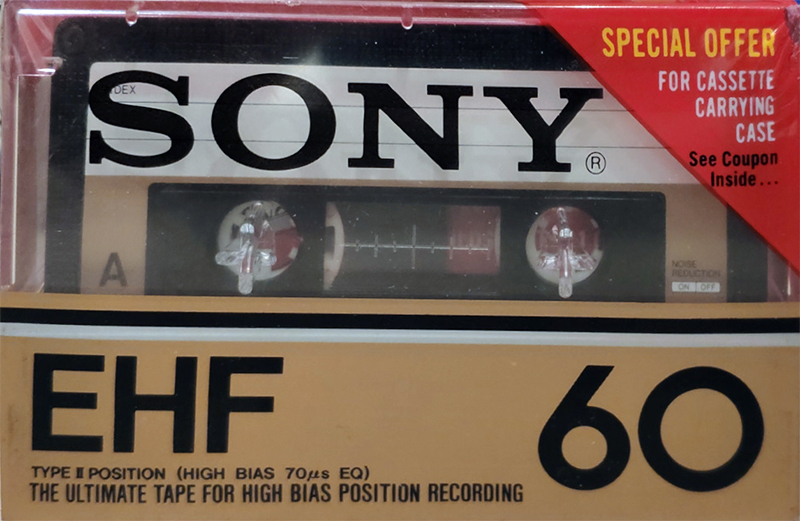 SPECIAL OFFER
FOR CASSETTE
CARRYING
CASE
See Coupon
Inside...
SONY®
A
NOISE
REDUCTION
ON OFF
EHF 60
TYPE II POSITION (HIGH BIAS 70μs EQ)
THE ULTIMATE TAPE FOR HIGH BIAS POSITION RECORDING